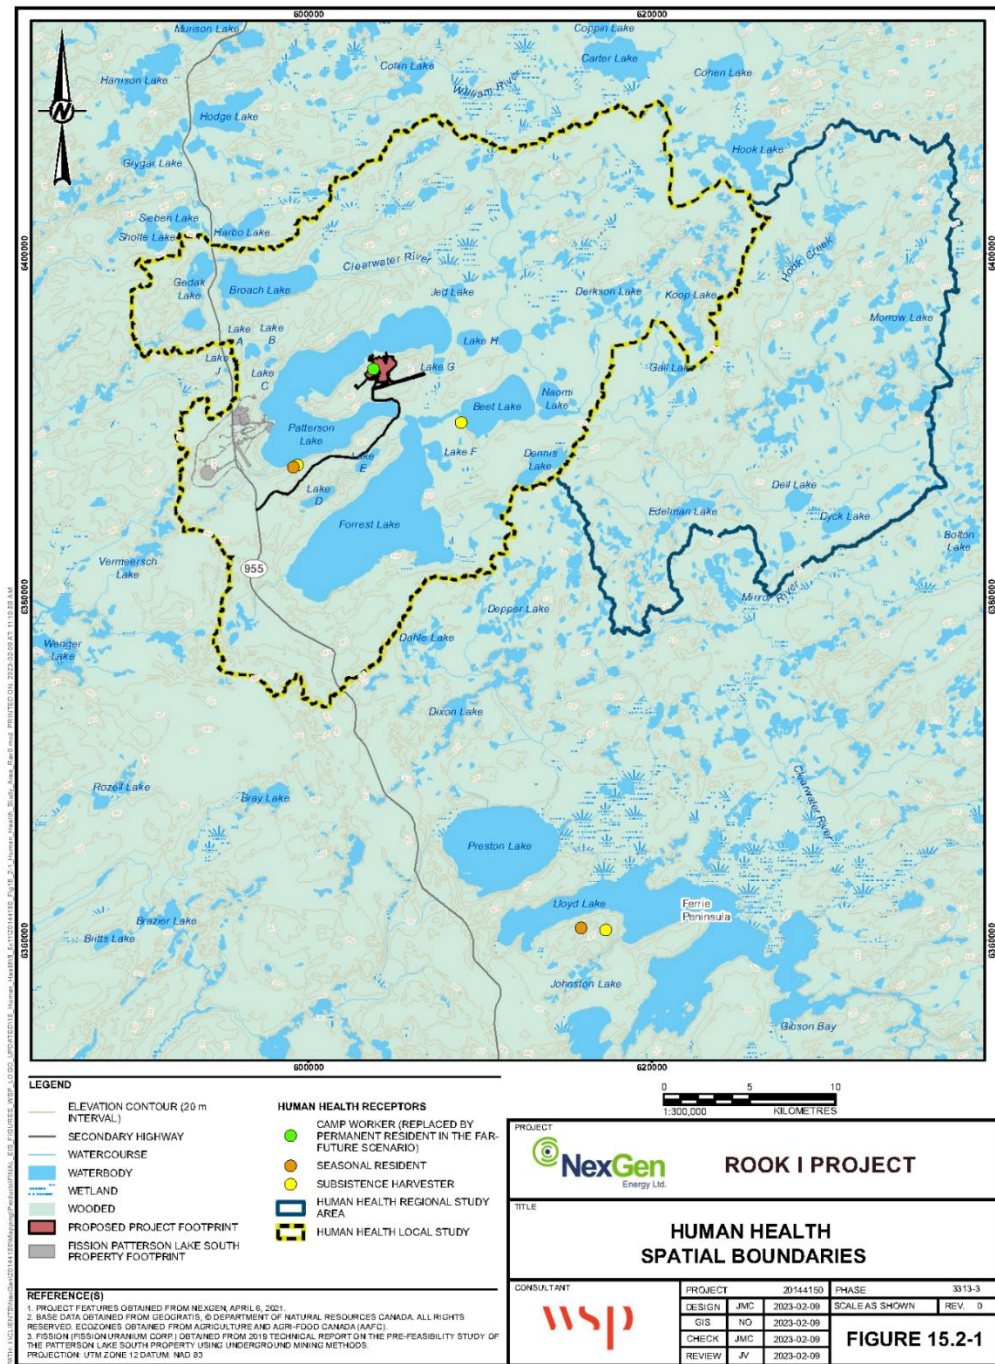 600000
620000
Munson Lake
Coppin Lake
Collin Lake
Carter Lake
Harrison Lake
Cohen Lake
William River
N
Hodge Lake
Hook Lake
Grygar Lake
Sieben Lake
Sholte Lake
Harbo Lake
6400000
6400000
Clearwater River
Hook Creek
Gedak
Lake
Broach Lake
Jed Lake
Derkson Lake
Koop Lake
Morrow Lake
Lake
A
Lake
B
Lake H
Lake
J
Lake G
Gail Lake
Lake
C
Naomi
Lake
Beet Lake
Patterson
Lake
Lake F
Dennis
Lake
Lake
E
Lake
D
Deil Lake
Edelman Lake
Dyck Lake
Forrest Lake
Bolton
Lake
Vermeersch
Lake
955
Mirror River
Depper Lake
Wenger
Lake
Dahle Lake
Dixon Lake
Rozell Lake
Bray Lake
Clearwater River
Preston Lake
Lloyd Lake
Ferrie
Peninsula
Brazier Lake
Butts Lake
6360000
6360000
Johnston Lake
Gibson Bay
600000
620000
LEGEND
ELEVATION CONTOUR (20 m
INTERVAL)
SECONDARY HIGHWAY
WATERCOURSE
WATERBODY
WETLAND
WOODED
PROPOSED PROJECT FOOTPRINT
FISSION PATTERSON LAKE SOUTH
PROPERTY FOOTPRINT
HUMAN HEALTH RECEPTORS
CAMP WORKER (REPLACED BY
PERMANENT RESIDENT IN THE FAR-
FUTURE SCENARIO)
SEASONAL RESIDENT
SUBSISTENCE HARVESTER
HUMAN HEALTH REGIONAL STUDY
AREA
HUMAN HEALTH LOCAL STUDY
0 5 10
1:300,000 KILOMETRES
REFERENCE(S)
1. PROJECT FEATURES OBTAINED FROM NEXGEN, APRIL 6, 2021.
2. BASE DATA OBTAINED FROM GEOGRATIS, © DEPARTMENT OF NATURAL RESOURCES CANADA. ALL RIGHTS
RESERVED. ECOZONES OBTAINED FROM AGRICULTURE AND AGRI-FOOD CANADA (AAFC).
3. FISSION (FISSION URANIUM CORP.) OBTAINED FROM 2019 TECHNICAL REPORT ON THE PRE-FEASIBILITY STUDY OF
THE PATTERSON LAKE SOUTH PROPERTY USING UNDERGROUND MINING METHODS.
PROJECTION: UTM ZONE 12 DATUM: NAD 83
PROJECT
NexGen
Energy Ltd.
ROOK I PROJECT
TITLE
HUMAN HEALTH
SPATIAL BOUNDARIES
CONSULTANT
wsp
PROJECT 20144150 PHASE 3313-3
DESIGN JMC 2023-02-09 SCALE AS SHOWN REV. 0
GIS NO 2023-02-09
CHECK JMC 2023-02-09
REVIEW JV 2023-02-09
FIGURE 15.2-1